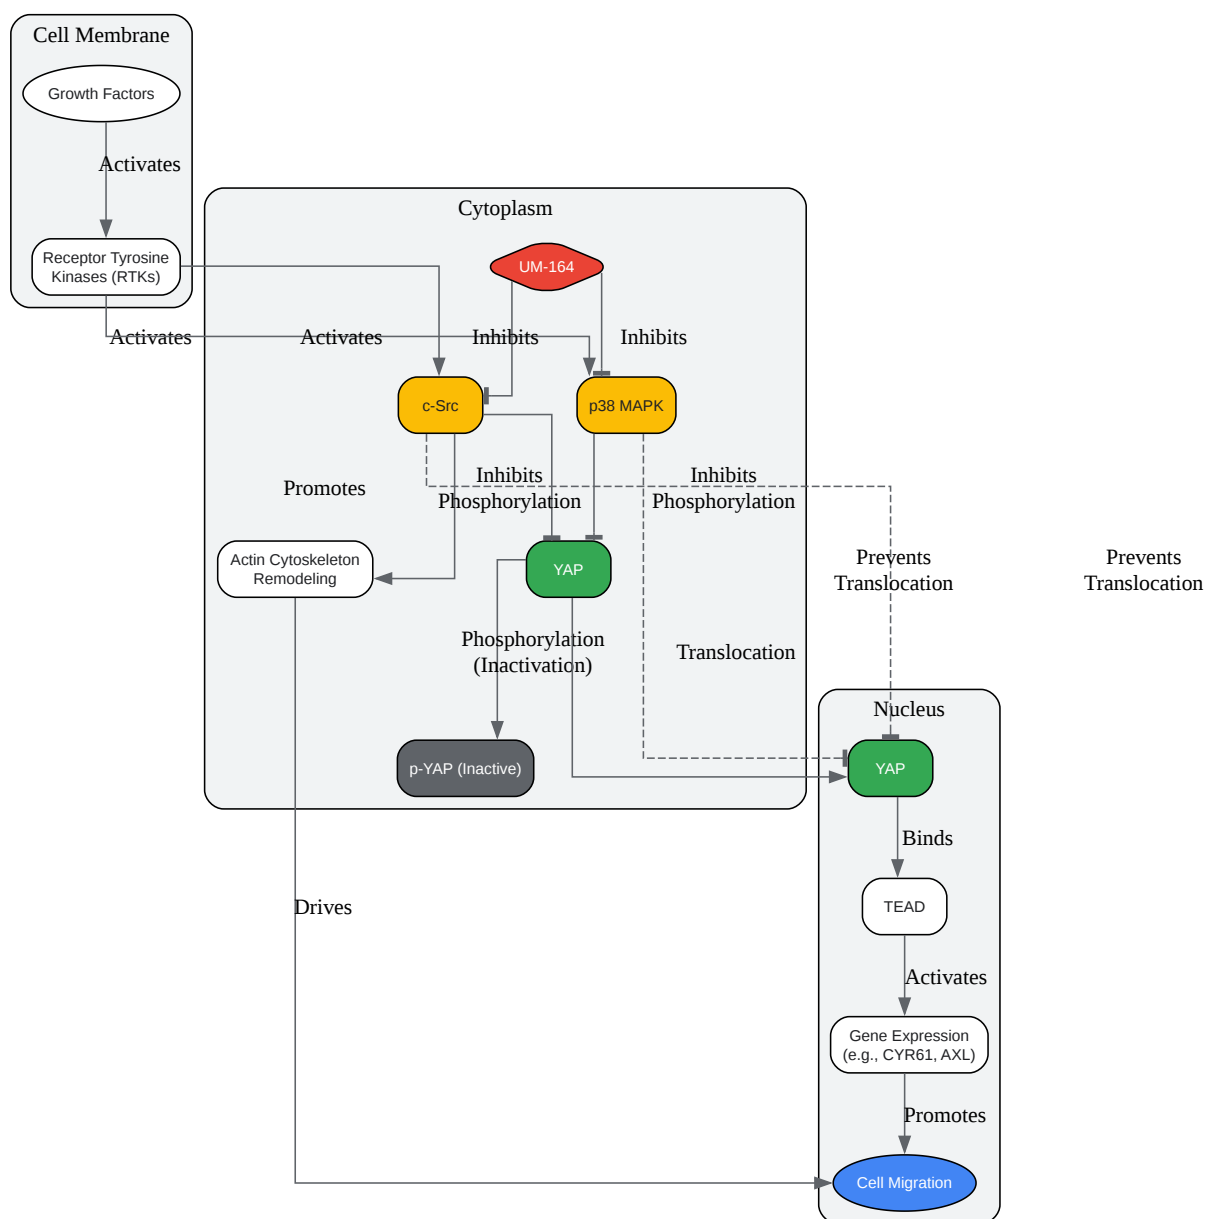 Cell Membrane
Growth Factors
Activates
Receptor Tyrosine
Kinases (RTKs)
Cytoplasm
UM-164
Activates
Activates
Inhibits
Inhibits
c-Src
p38 MAPK
Promotes
Inhibits
Phosphorylation
Inhibits
Phosphorylation
Actin Cytoskeleton
Remodeling
YAP
Prevents
Translocation
Prevents
Translocation
Phosphorylation
(Inactivation)
Translocation
Nucleus
p-YAP (Inactive)
YAP
Binds
Drives
TEAD
Activates
Gene Expression
(e.g., CYR61, AXL)
Promotes
Cell Migration